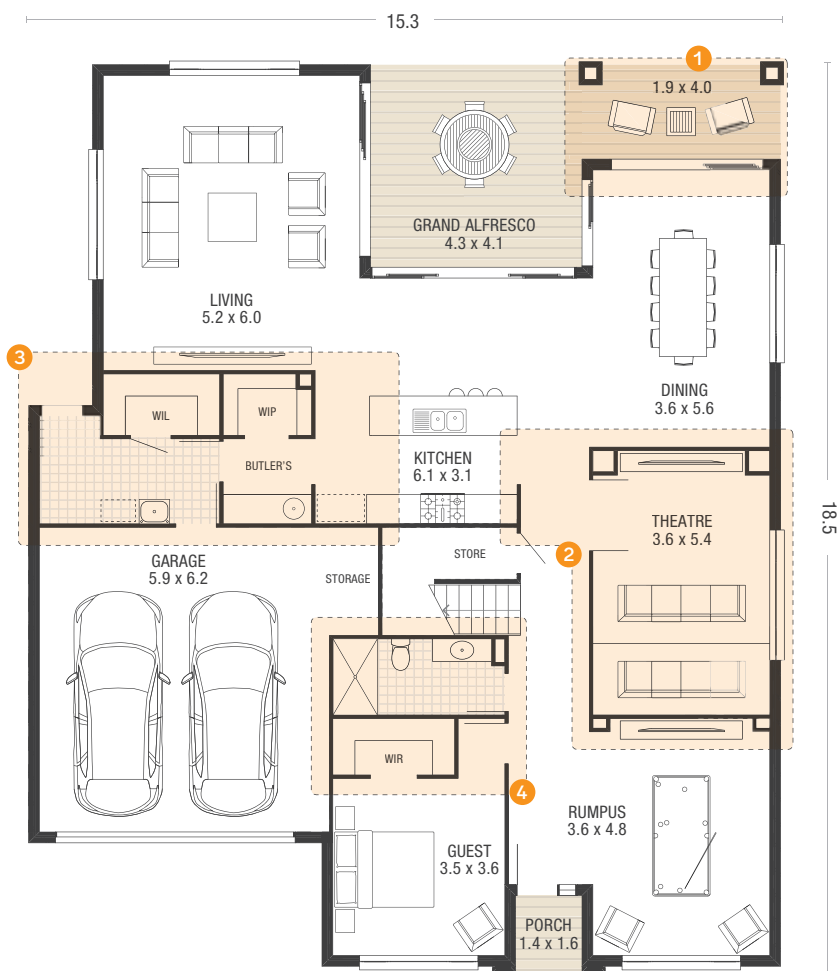 15.3
1
1.9 x 4.0
GRAND ALFRESCO
4.3 x 4.1
LIVING
5.2 x 6.0
3
DINING
3.6 x 5.6
WIL
WIP
BUTLER'S
KITCHEN
6.1 x 3.1
THEATRE
3.6 x 5.4
18.5
2
STORE
GARAGE
5.9 x 6.2
STORAGE
WIR
4
RUMPUS
3.6 x 4.8
GUEST
3.5 x 3.6
PORCH
1.4 x 1.6